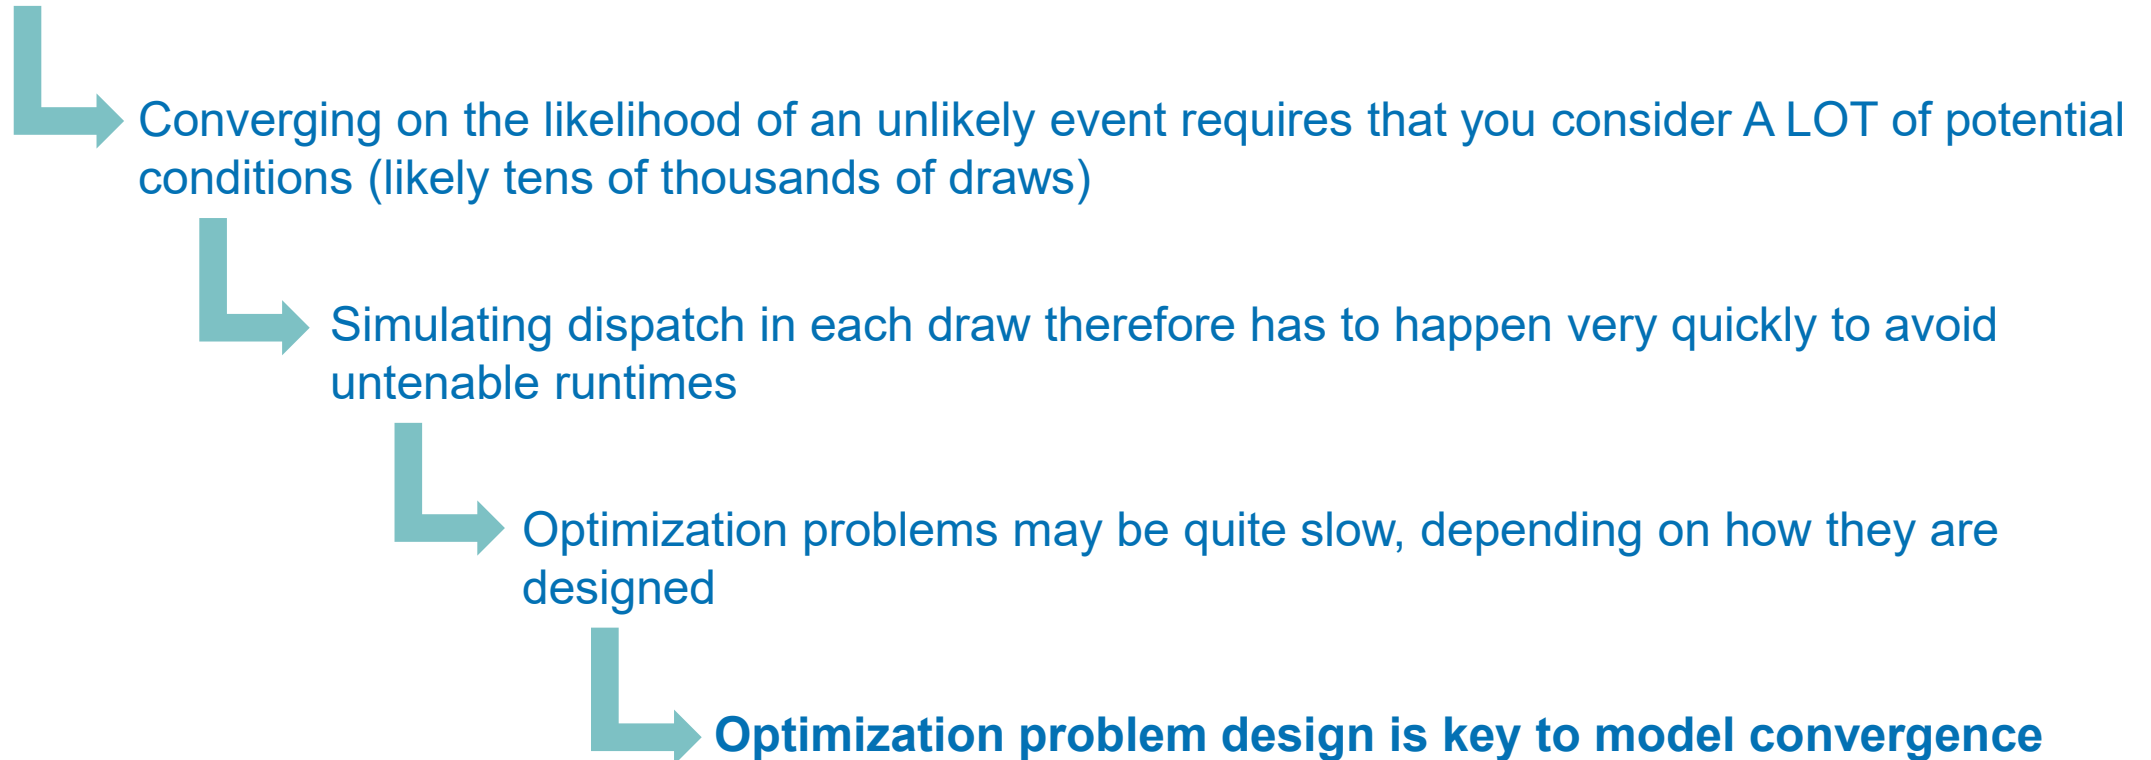 Converging on the likelihood of an unlikely event requires that you consider A LOT of potential
conditions (likely tens of thousands of draws)
Simulating dispatch in each draw therefore has to happen very quickly to avoid
untenable runtimes
Optimization problems may be quite slow, depending on how they are
designed
Optimization problem design is key to model convergence